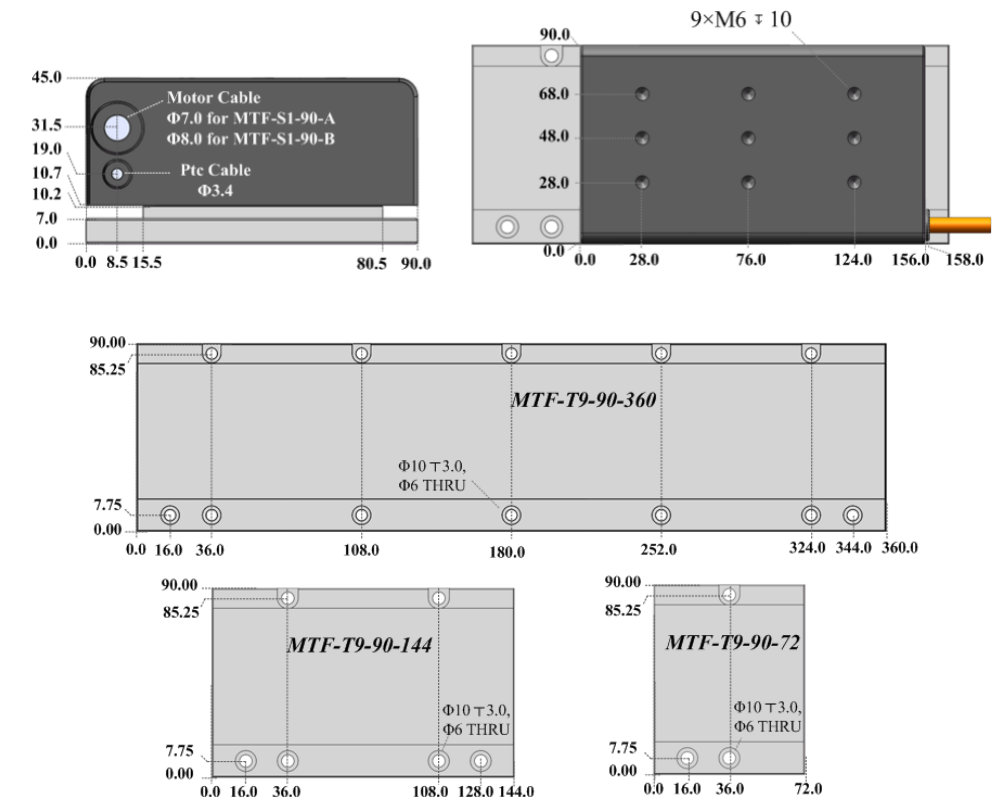 9×M6 ↧ 10
45.0
31.5
19.0
10.7
10.2
7.0
0.0
Motor Cable
Φ7.0 for MTF-S1-90-A
Φ8.0 for MTF-S1-90-B
Ptc Cable
Φ3.4
0.0 8.5 15.5 80.5 90.0
90.0
68.0
48.0
28.0
0.0
0.0 28.0 76.0 124.0 156.0 158.0
90.00
85.25
MTF-T9-90-360
Φ10 ↧3.0,
Φ6 THRU
7.75
0.00
0.0 16.0 36.0 108.0 180.0 252.0 324.0 344.0 360.0
90.00
85.25
MTF-T9-90-144
Φ10 ↧3.0,
Φ6 THRU
7.75
0.00
0.0 16.0 36.0 108.0 128.0 144.0
90.00
85.25
MTF-T9-90-72
Φ10 ↧3.0,
Φ6 THRU
7.75
0.00
0.0 16.0 36.0 72.0